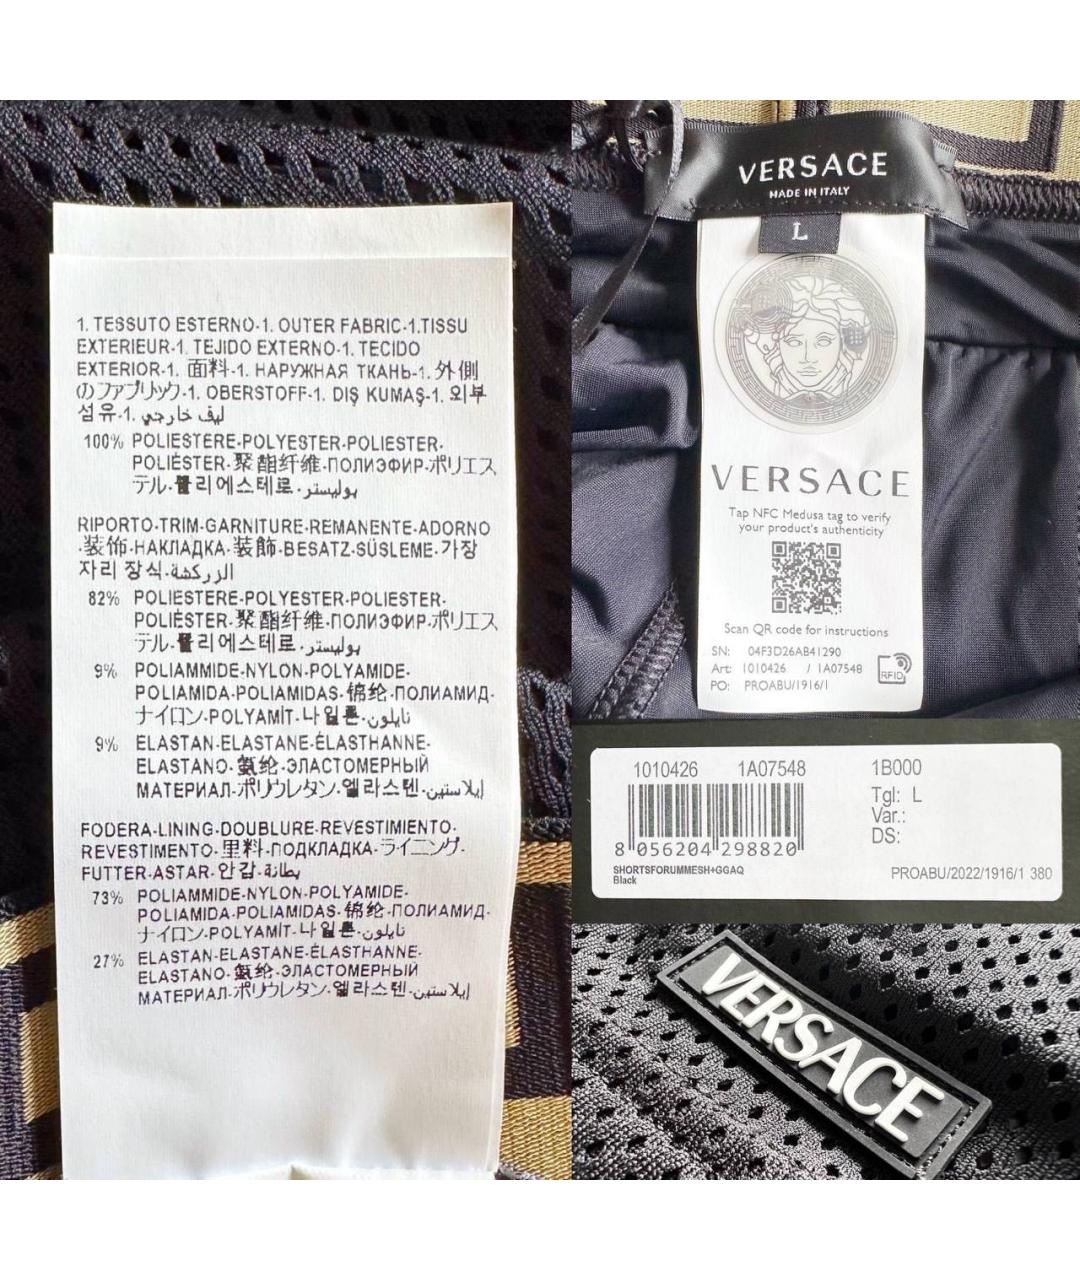 1. TESSUTO ESTERNO-1. OUTER FABRIC-1.TISSU
EXTERIEUR-1. TEJIDO EXTERNO-1. TECIDO
EXTERIOR-1. 面料-1. НАРУЖНАЯ ТКАНЬ-1. 外側
のファブリック-1. OBERSTOFF-1. DIŞ KUMAŞ-1. 외부
섬유-1. ليف خارجي
100% POLIESTERE-POLYESTER-POLIESTER-
POLIÉSTER-聚酯纤维-ПОЛИЭФИР-ポリエス
テル-폴리에스테로-بوليستر
RIPORTO-TRIM-GARNITURE-REMANENTE-ADORNO
-装饰-НАКЛАДКА-装飾-BESATZ-SÜSLEME-가장
자리 장식-الزركشة
82% POLIESTERE-POLYESTER-POLIESTER-
POLIÉSTER-聚酯纤维-ПОЛИЭФИР-ポリエス
テル-폴리에스테로-بوليستر
9% POLIAMMIDE-NYLON-POLYAMIDE-
POLIAMIDA-POLIAMIDAS-锦纶-ПОЛИАМИД-
ナイロン-POLYAMİT-나일론-نايلون
9% ELASTAN-ELASTANE-ÉLASTHANNE-
ELASTANO-氨纶-ЭЛАСТОМЕРНЫЙ
МАТЕРИАЛ-ポリウレタン-엘라스텐-إيلاستين
FODERA-LINING-DOUBLURE-REVESTIMIENTO-
REVESTIMENTO-里料-ПОДКЛАДКА-ライニング-
FUTTER-ASTAR-안감-بطانة
73% POLIAMMIDE-NYLON-POLYAMIDE-
POLIAMIDA-POLIAMIDAS-锦纶-ПОЛИАМИД-
ナイロン-POLYAMİT-나일론-نايلون
27% ELASTAN-ELASTANE-ÉLASTHANNE-
ELASTANO-氨纶-ЭЛАСТОМЕРНЫЙ
МАТЕРИАЛ-ポリウレタン-엘라스텐-إيلاستين
VERSACE
MADE IN ITALY
L
VERSACE
Tap NFC Medusa tag to verify
your product's authenticity
Scan QR code for instructions
SN: 04F3D26AB41290
Art: 1010426 / 1A07548
PO: PROABU/1916/1
RFID
1010426 1A07548 1B000
Tgl: L
Var.:
DS:
8 056204 298820
SHORTSFORUMMESH+GGAQ
Black
PROABU/2022/1916/1 380
VERSACE